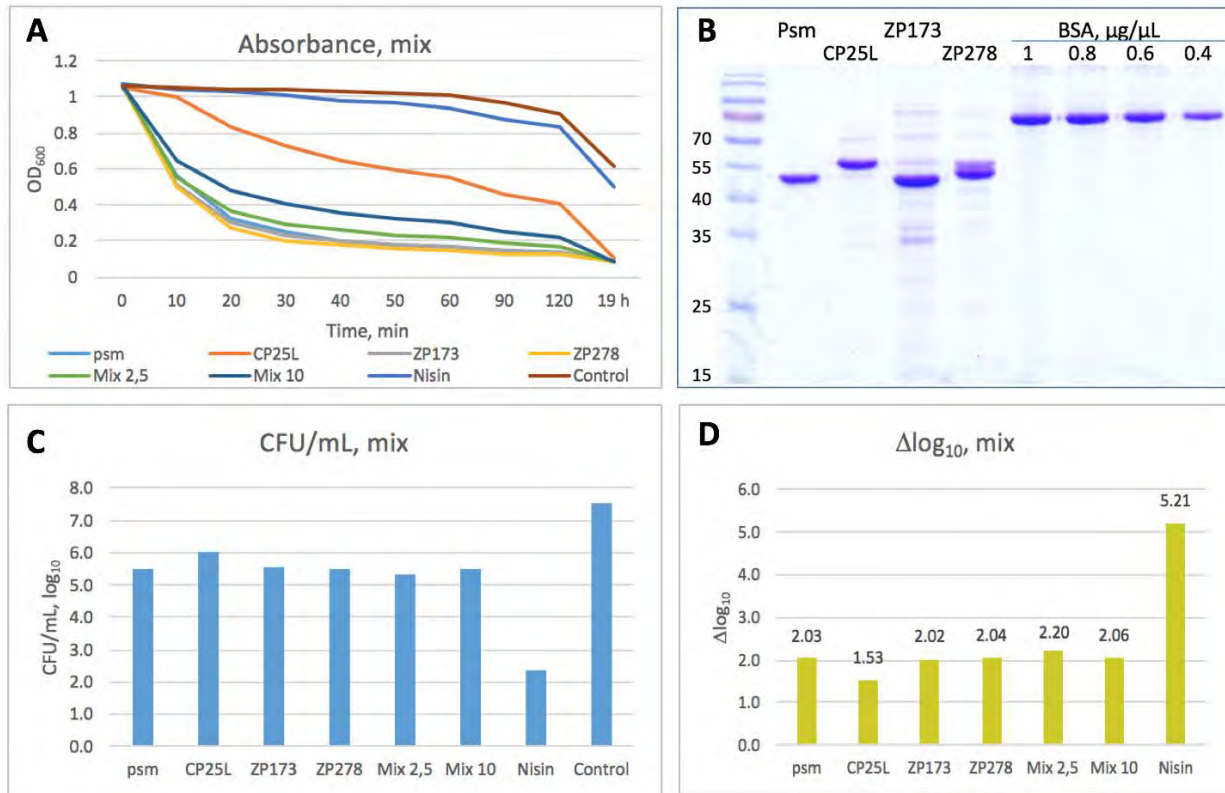 A
Absorbance, mix
1.2
1
0.8
0.6
0.4
0.2
0
OD600
0 10 20 30 40 50 60 90 120 19 h
Time, min
psm CP25L ZP173 ZP278
Mix 2,5 Mix 10 Nisin Control
B
Psm ZP173 BSA, µg/µL
CP25L ZP278 1 0.8 0.6 0.4
70
55
40
35
25
15
C
CFU/mL, mix
8.0
7.0
6.0
5.0
4.0
3.0
2.0
1.0
0.0
CFU/mL, log10
psm CP25L ZP173 ZP278 Mix 2,5 Mix 10 Nisin Control
D
Δlog10, mix
6.0
5.0
4.0
3.0
2.0
1.0
0.0
Δlog10
2.03 1.53 2.02 2.04 2.20 2.06 5.21
psm CP25L ZP173 ZP278 Mix 2,5 Mix 10 Nisin